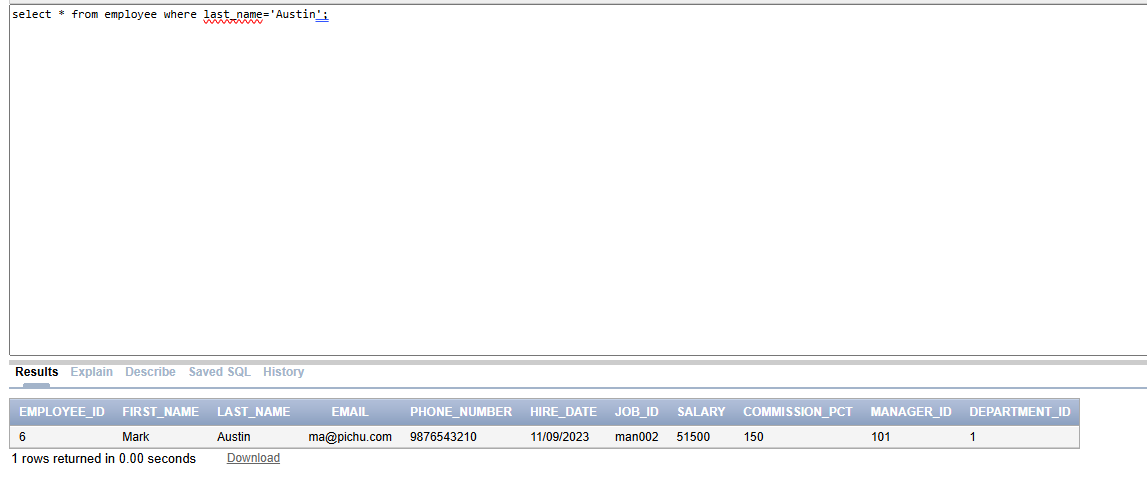 select * from employee where last_name='Austin';
Results Explain Describe Saved SQL History
EMPLOYEE_ID FIRST_NAME LAST_NAME EMAIL PHONE_NUMBER HIRE_DATE JOB_ID SALARY COMMISSION_PCT MANAGER_ID DEPARTMENT_ID
6 Mark Austin ma@pichu.com 9876543210 11/09/2023 man002 51500 150 101 1
1 rows returned in 0.00 seconds Download